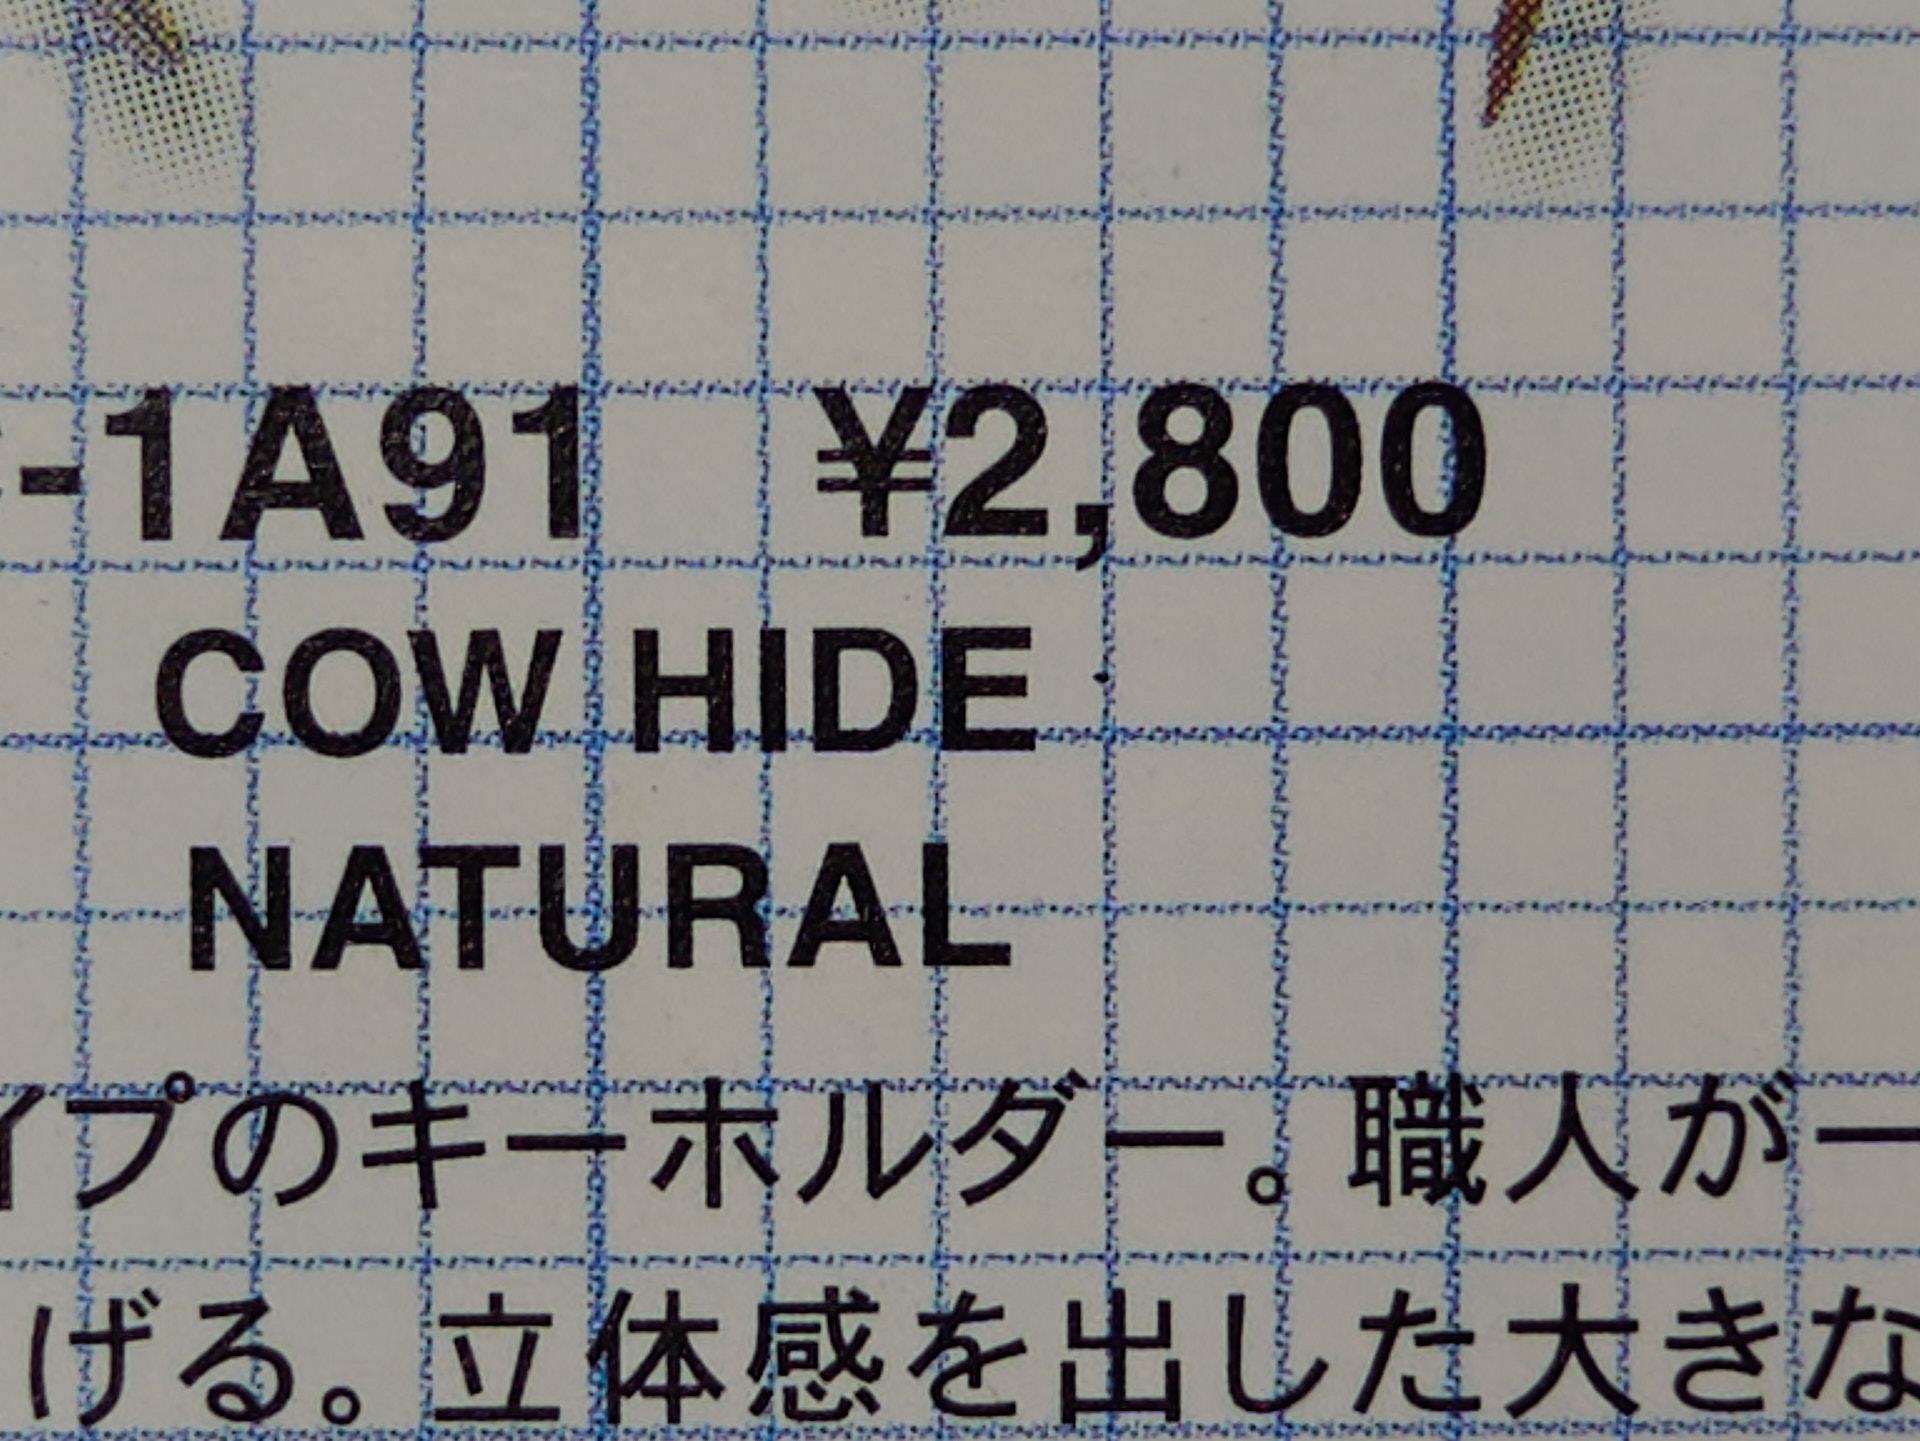 -1A91 ¥2,800
COW HIDE
NATURAL
イプのキーホルダー。職人が一
げる。立体感を出した大きな